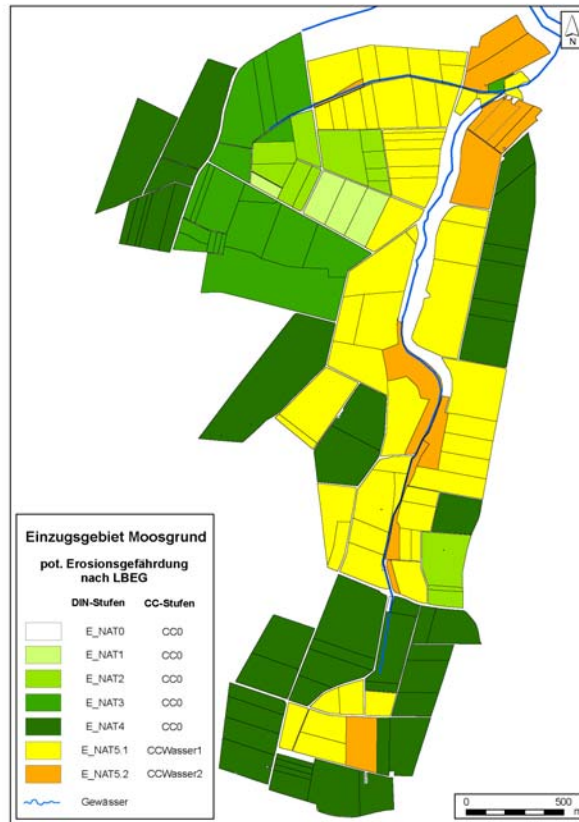 N
Einzugsgebiet Moosgrund
pot. Erosionsgefährdung
nach LBEG
DIN-Stufen CC-Stufen
E_NAT0 CC0
E_NAT1 CC0
E_NAT2 CC0
E_NAT3 CC0
E_NAT4 CC0
E_NAT5.1 CCWasser1
E_NAT5.2 CCWasser2
Gewässer
0 500
m